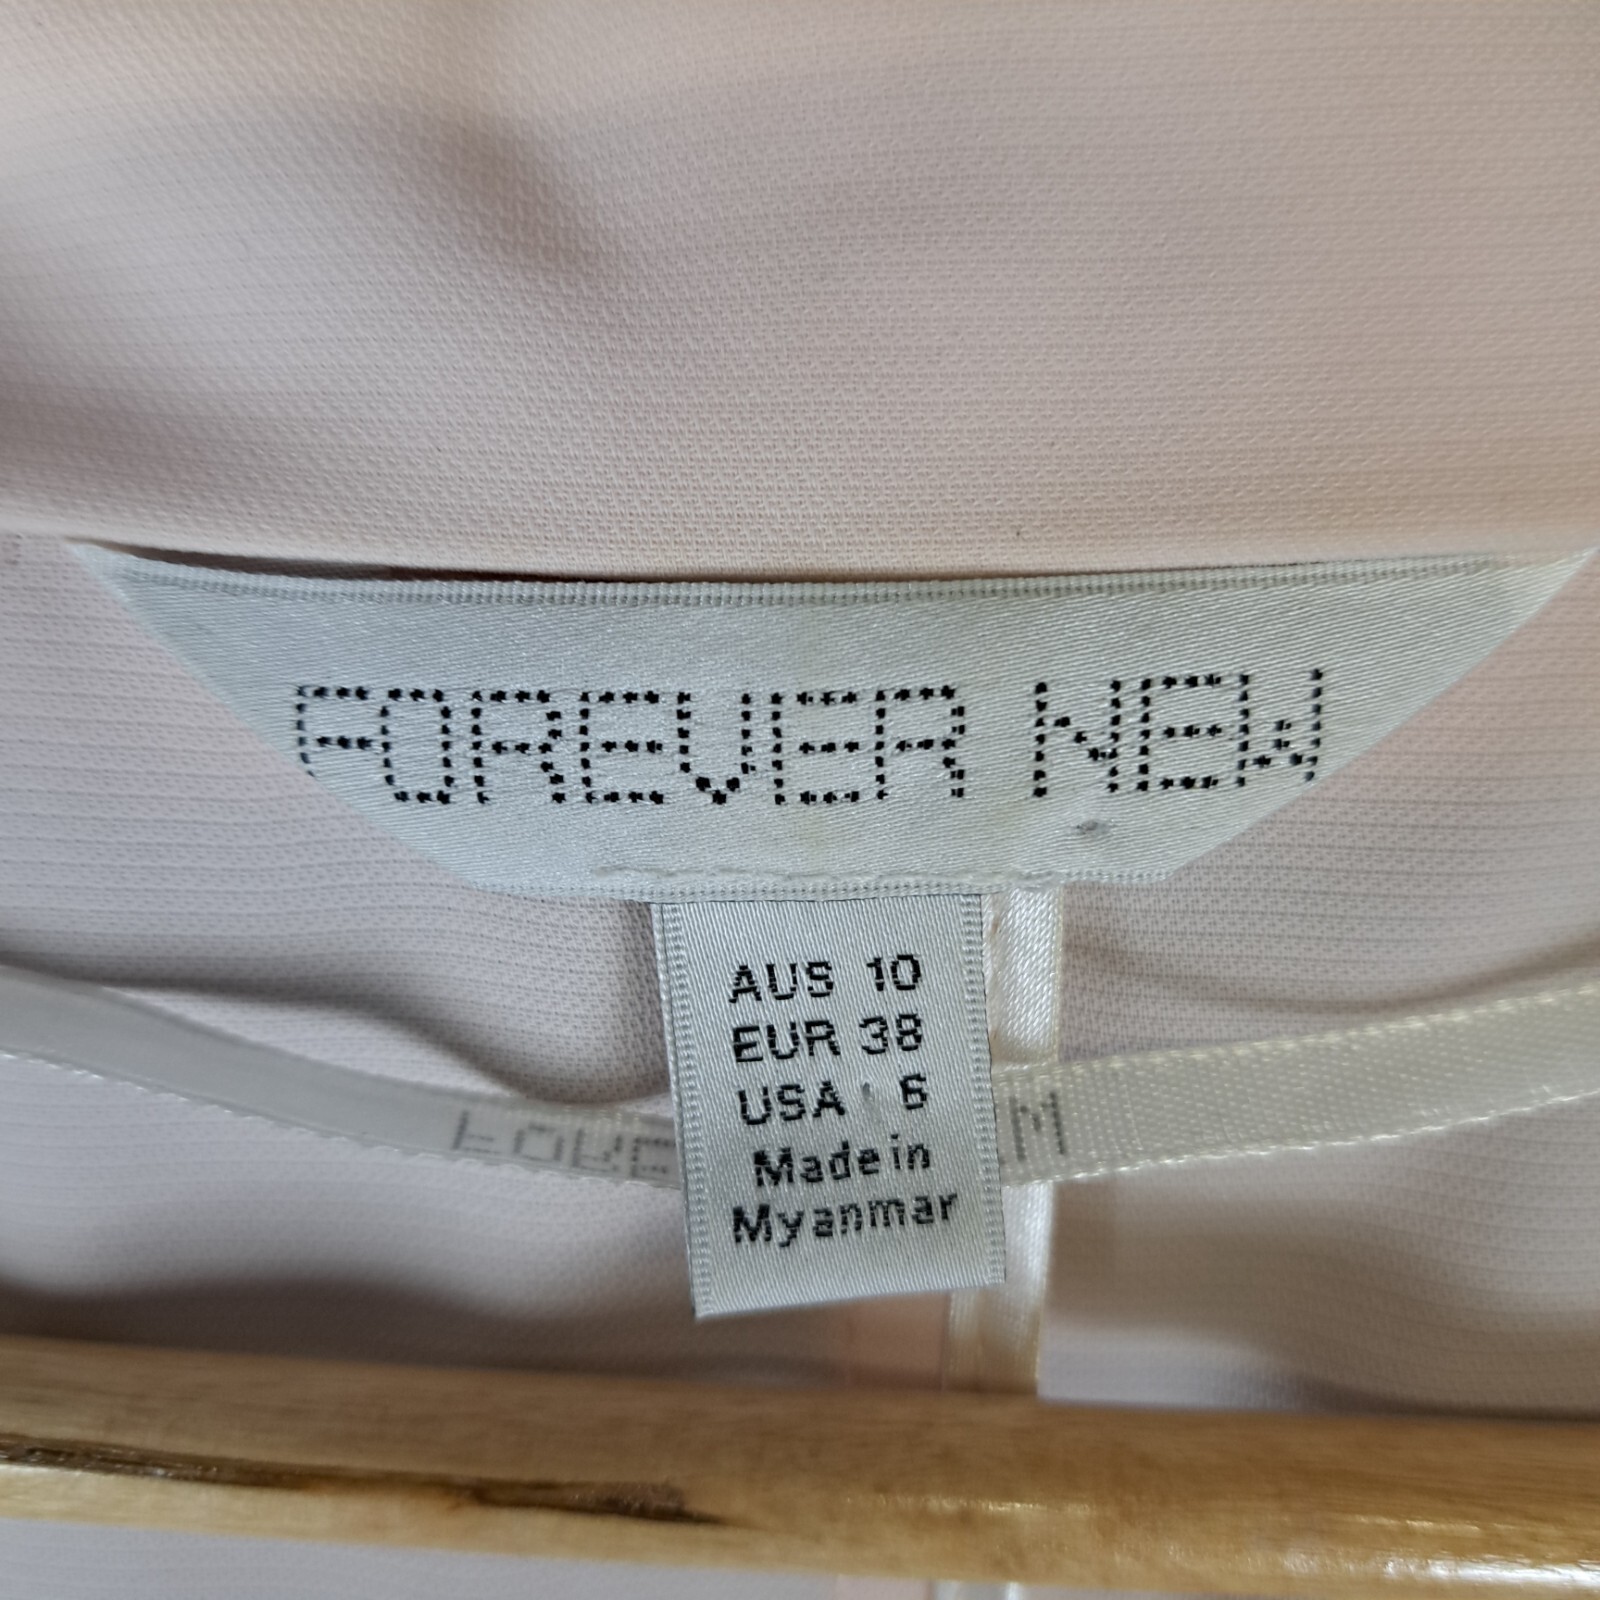 FOREVER NEW
AUS 10
EUR 38
USA 6
Made in
Myanmar